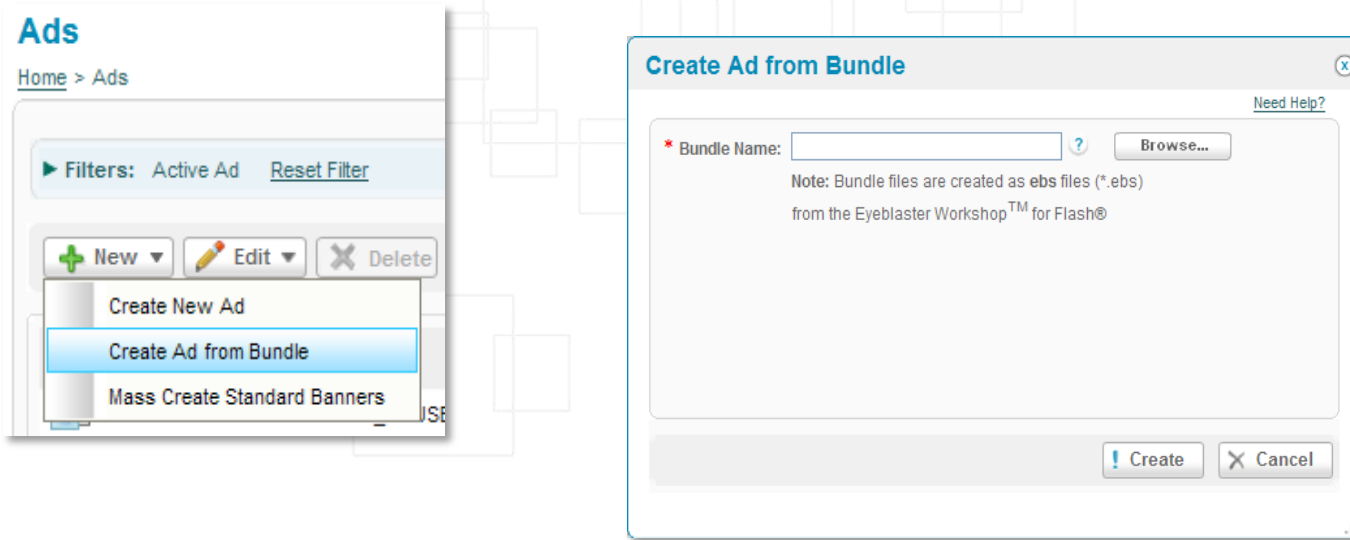 Ads
Home > Ads
Filters: Active Ad Reset Filter
New Edit Delete
Create New Ad
Create Ad from Bundle
Mass Create Standard Banners
Create Ad from Bundle
Need Help?
* Bundle Name: ? Browse...
Note: Bundle files are created as ebs files (*.ebs)
from the Eyeblaster Workshop™ for Flash®
! Create X Cancel